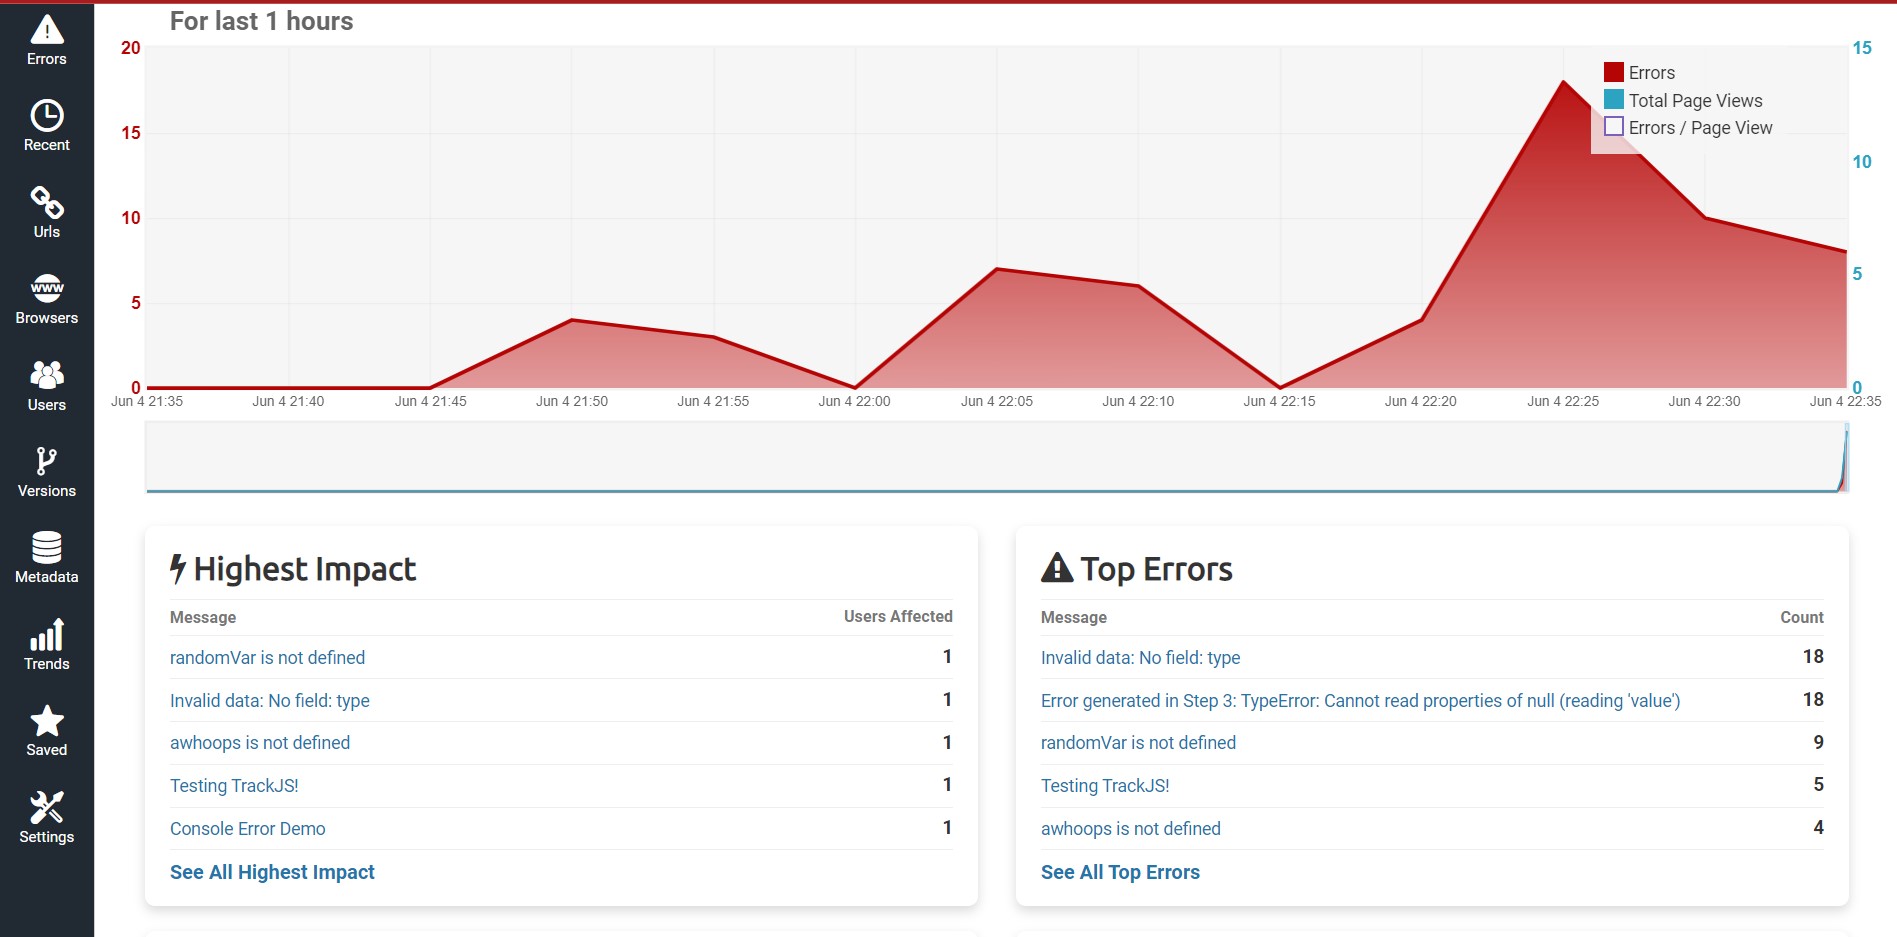 For last 1 hours
Errors
Recent
Urls
www
Browsers
Users
Versions
Metadata
Trends
Saved
Settings
20
15
10
5
0
15
10
5
0
Errors
Total Page Views
Errors / Page View
Jun 4 21:35 Jun 4 21:40 Jun 4 21:45 Jun 4 21:50 Jun 4 21:55 Jun 4 22:00 Jun 4 22:05 Jun 4 22:10 Jun 4 22:15 Jun 4 22:20 Jun 4 22:25 Jun 4 22:30 Jun 4 22:35
Highest Impact
Message Users Affected
randomVar is not defined 1
Invalid data: No field: type 1
awhoops is not defined 1
Testing TrackJS! 1
Console Error Demo 1
See All Highest Impact
Top Errors
Message Count
Invalid data: No field: type 18
Error generated in Step 3: TypeError: Cannot read properties of null (reading 'value') 18
randomVar is not defined 9
Testing TrackJS! 5
awhoops is not defined 4
See All Top Errors